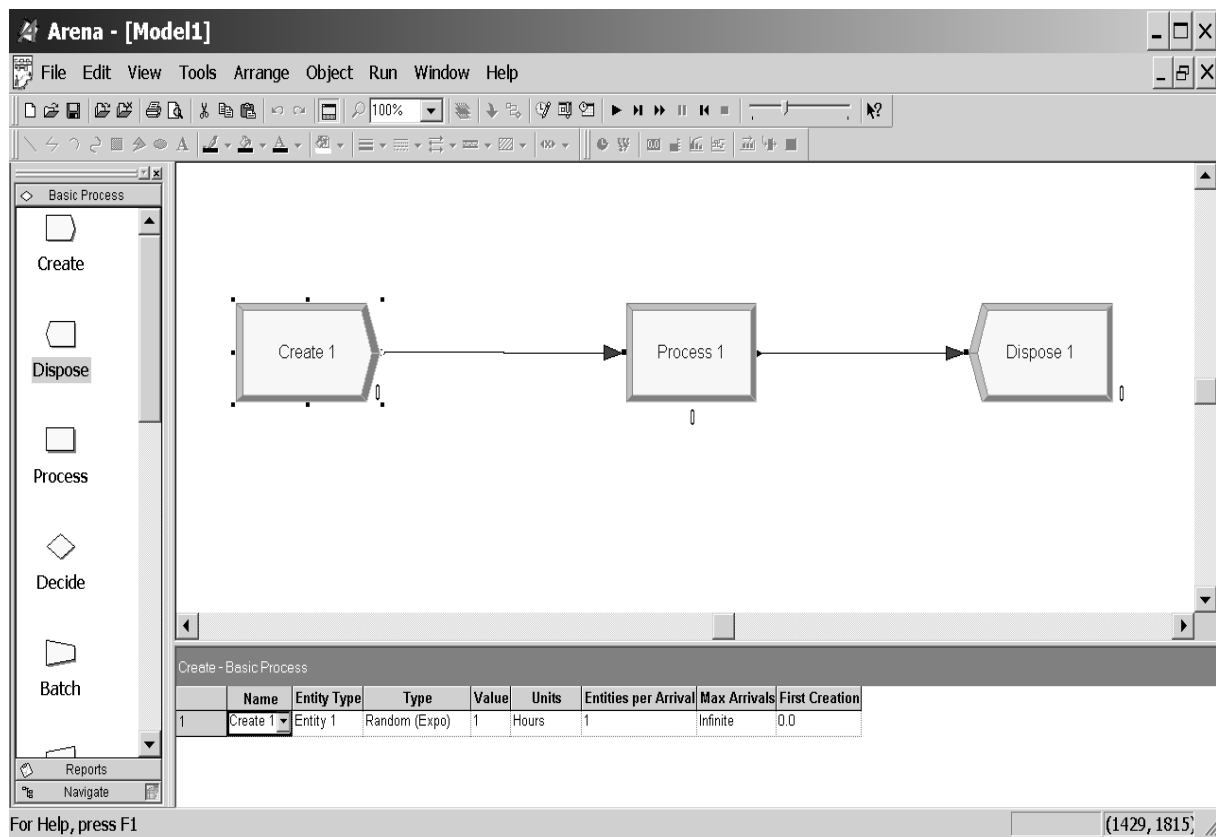 Arena - [Model1]
File Edit View Tools Arrange Object Run Window Help
100%
Basic Process
Create
Dispose
Process
Decide
Batch
Reports
Navigate
Create 1
0
Process 1
0
Dispose 1
0
Create - Basic Process
Name Entity Type Type Value Units Entities per Arrival Max Arrivals First Creation
1 Create 1 Entity 1 Random (Expo) 1 Hours 1 Infinite 0.0
For Help, press F1
(1429, 1815)